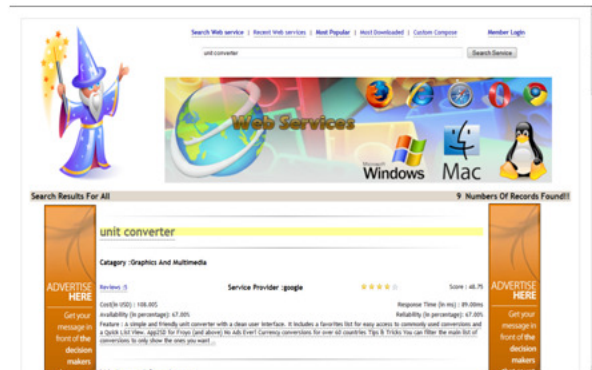 Search Web service | Recent Web services | Most Popular | Most Downloaded | Custom Compose
Member Login
unit converter
Search Service
Web Services
Microsoft
Windows
Mac
Search Results For All
9 Numbers Of Records Found!!
unit converter
Catagory :Graphics And Multimedia
ADVERTISE
HERE
Get your
message in
front of the
decision
makers
Reviews :5
Service Provider :google
Score : 48.75
Cost(in USD) : 108.00$
Response Time (in ms) : 89.00ms
Availability (in percentage): 67.00%
Reliability (in percentage): 67.00%
Feature : A simple and friendly unit converter with a clean user interface. It includes a favorites list for easy access to commonly used conversions and
a Quick List View. App2SD for Froyo (and above) No Ads Ever! Currency conversions for over 60 countries Tips & Tricks You can filter the main list of
conversions to only show the ones you want ...
ADVERTISE
HERE
Get your
message in
front of the
decision
makers